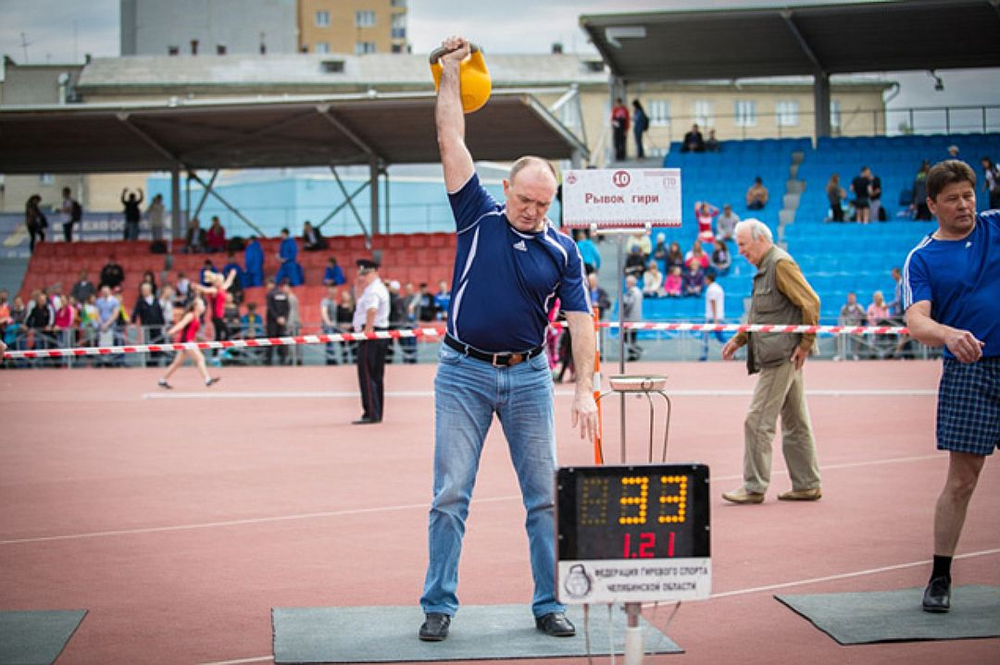 10
Рывок гири
33
1.21
ФЕДЕРАЦИЯ ГИРЕВОГО СПОРТА
ЧЕЛЯБИНСКОЙ ОБЛАСТИ